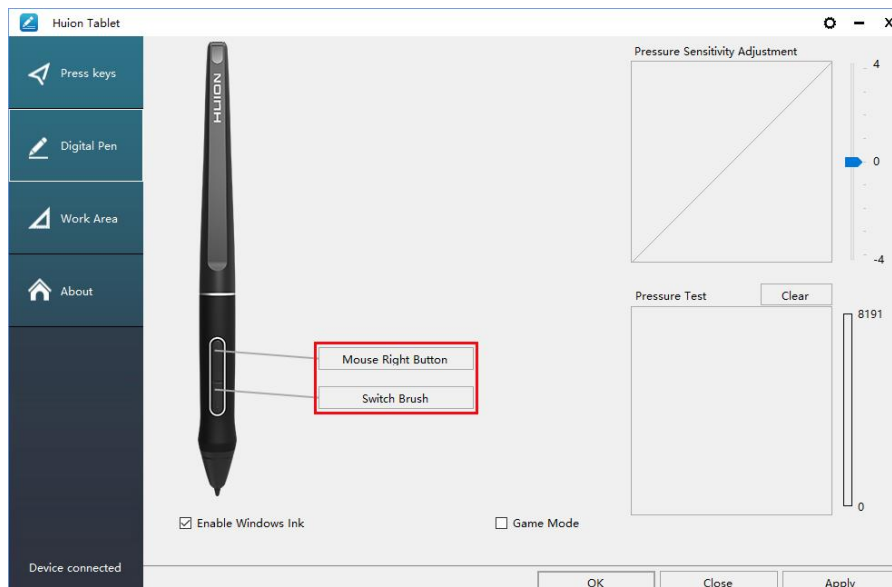 Huion Tablet
Press keys
Digital Pen
Work Area
About
Device connected
HUION
Mouse Right Button
Switch Brush
Enable Windows Ink
Game Mode
Pressure Sensitivity Adjustment
4
0
-4
Pressure Test
Clear
8191
0
OK
Close
Apply